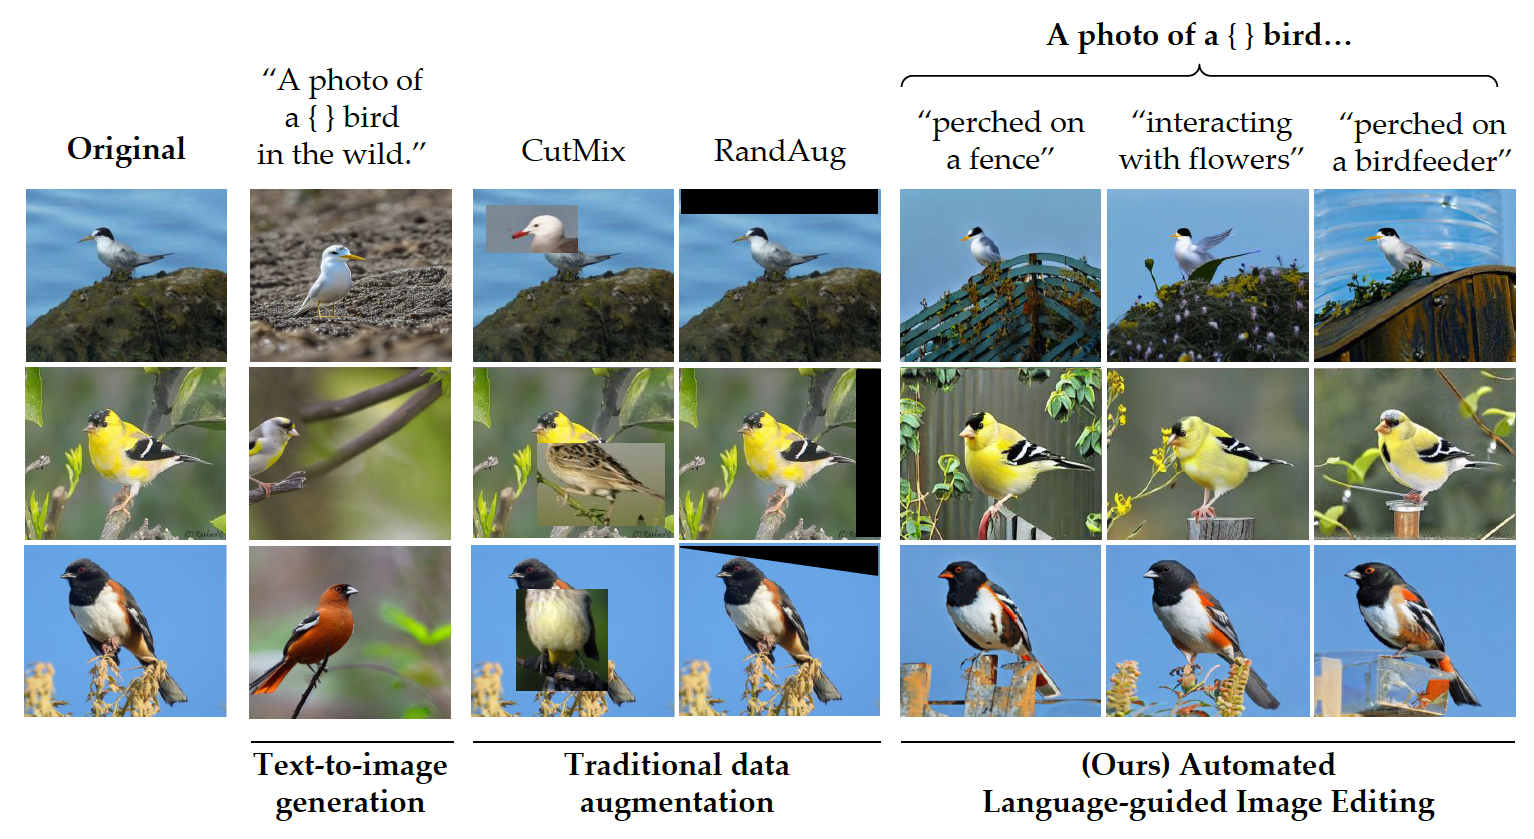 A photo of a { } bird...
“A photo of
a { } bird
in the wild.”
Original
CutMix
RandAug
“perched on
a fence”
“interacting
with flowers”
“perched on
a birdfeeder”
Text-to-image
generation
Traditional data
augmentation
(Ours) Automated
Language-guided Image Editing